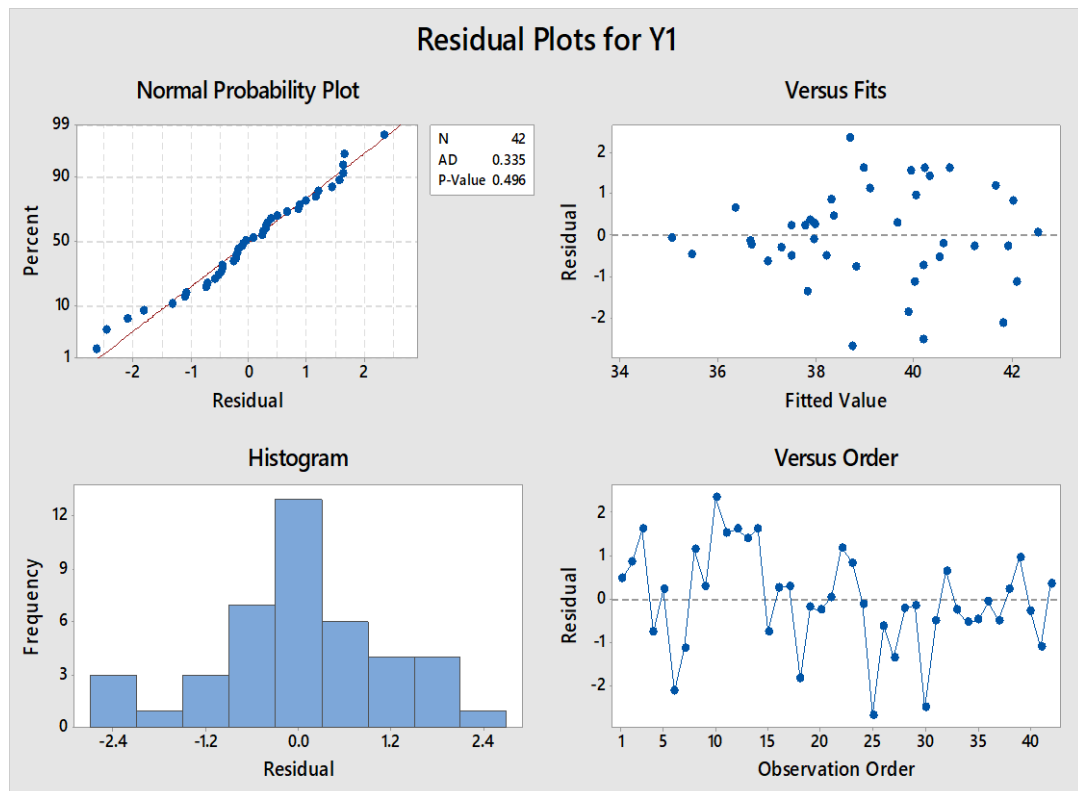 Residual Plots for Y1
Normal Probability Plot
99
90
50
10
1
Percent
-2 -1 0 1 2
Residual
N 42
AD 0.335
P-Value 0.496
Versus Fits
2
1
0
-1
-2
Residual
34 36 38 40 42
Fitted Value
Histogram
12
9
6
3
0
Frequency
-2.4 -1.2 0.0 1.2 2.4
Residual
Versus Order
2
1
0
-1
-2
Residual
1 5 10 15 20 25 30 35 40
Observation Order